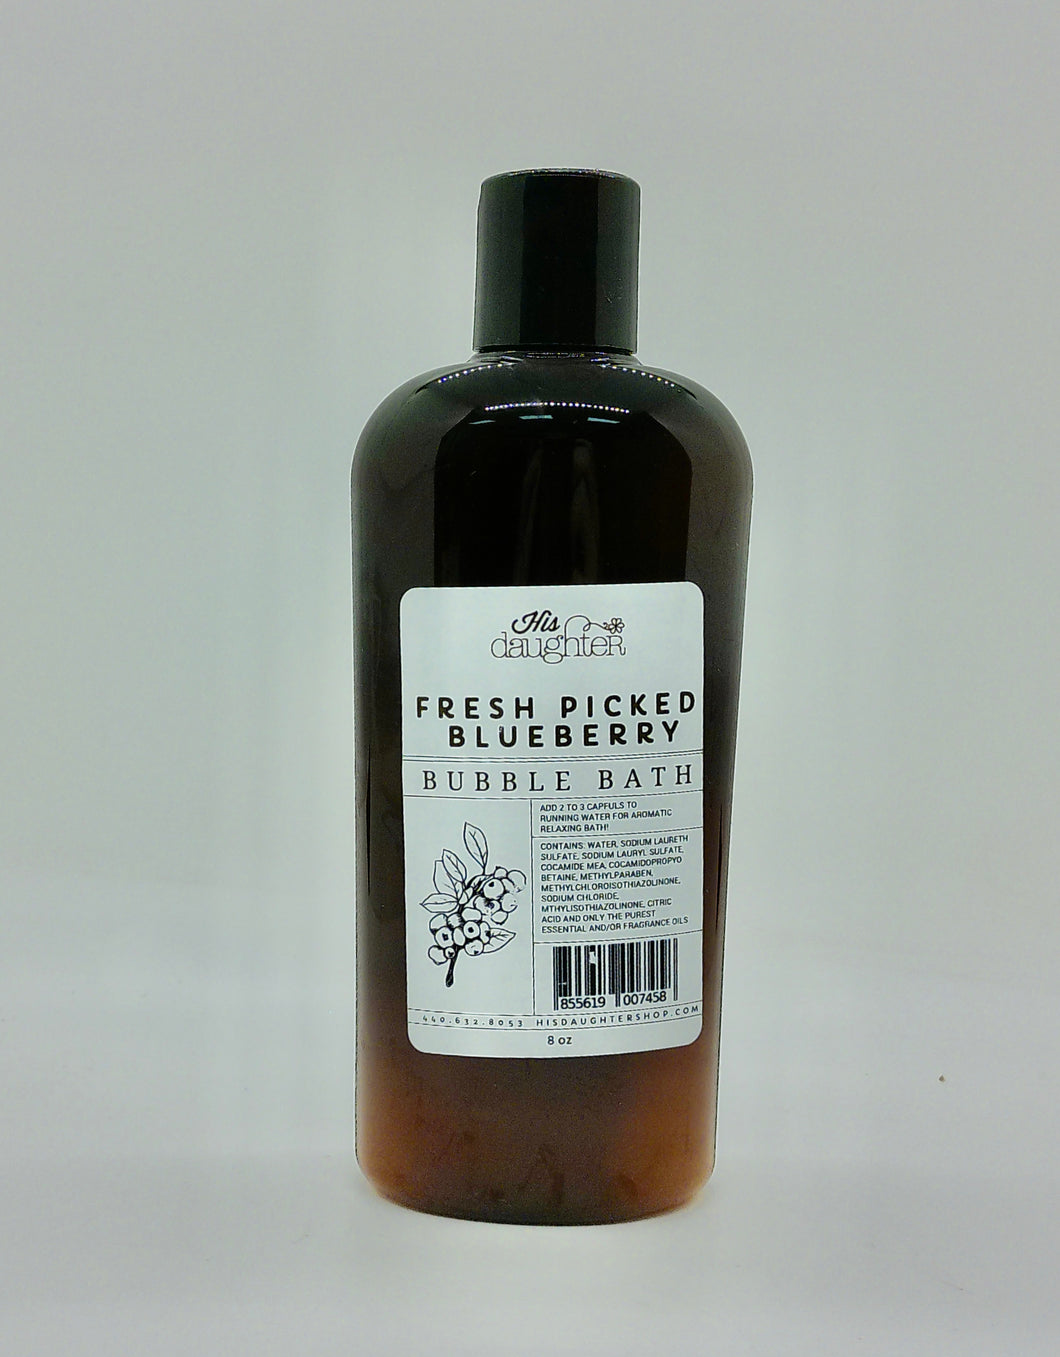 His
daughter
FRESH PICKED
BLUEBERRY
BUBBLE BATH
ADD 2 TO 3 CAPFULS TO
RUNNING WATER FOR AROMATIC
RELAXING BATH!
CONTAINS: WATER, SODIUM LAURETH
SULFATE, SODIUM LAURYL SULFATE,
COCAMIDE MEA, COCAMIDOPROPYO
BETAINE, METHYLPARABEN,
METHYLCHLOROISOTHIAZOLINONE,
SODIUM CHLORIDE,
MTHYLISOTHIAZOLINONE, CITRIC
ACID AND ONLY THE PUREST
ESSENTIAL AND/OR FRAGRANCE OILS
855619 007458
440.632.8053 HISDAUGHTERSHOP.COM
8 oz